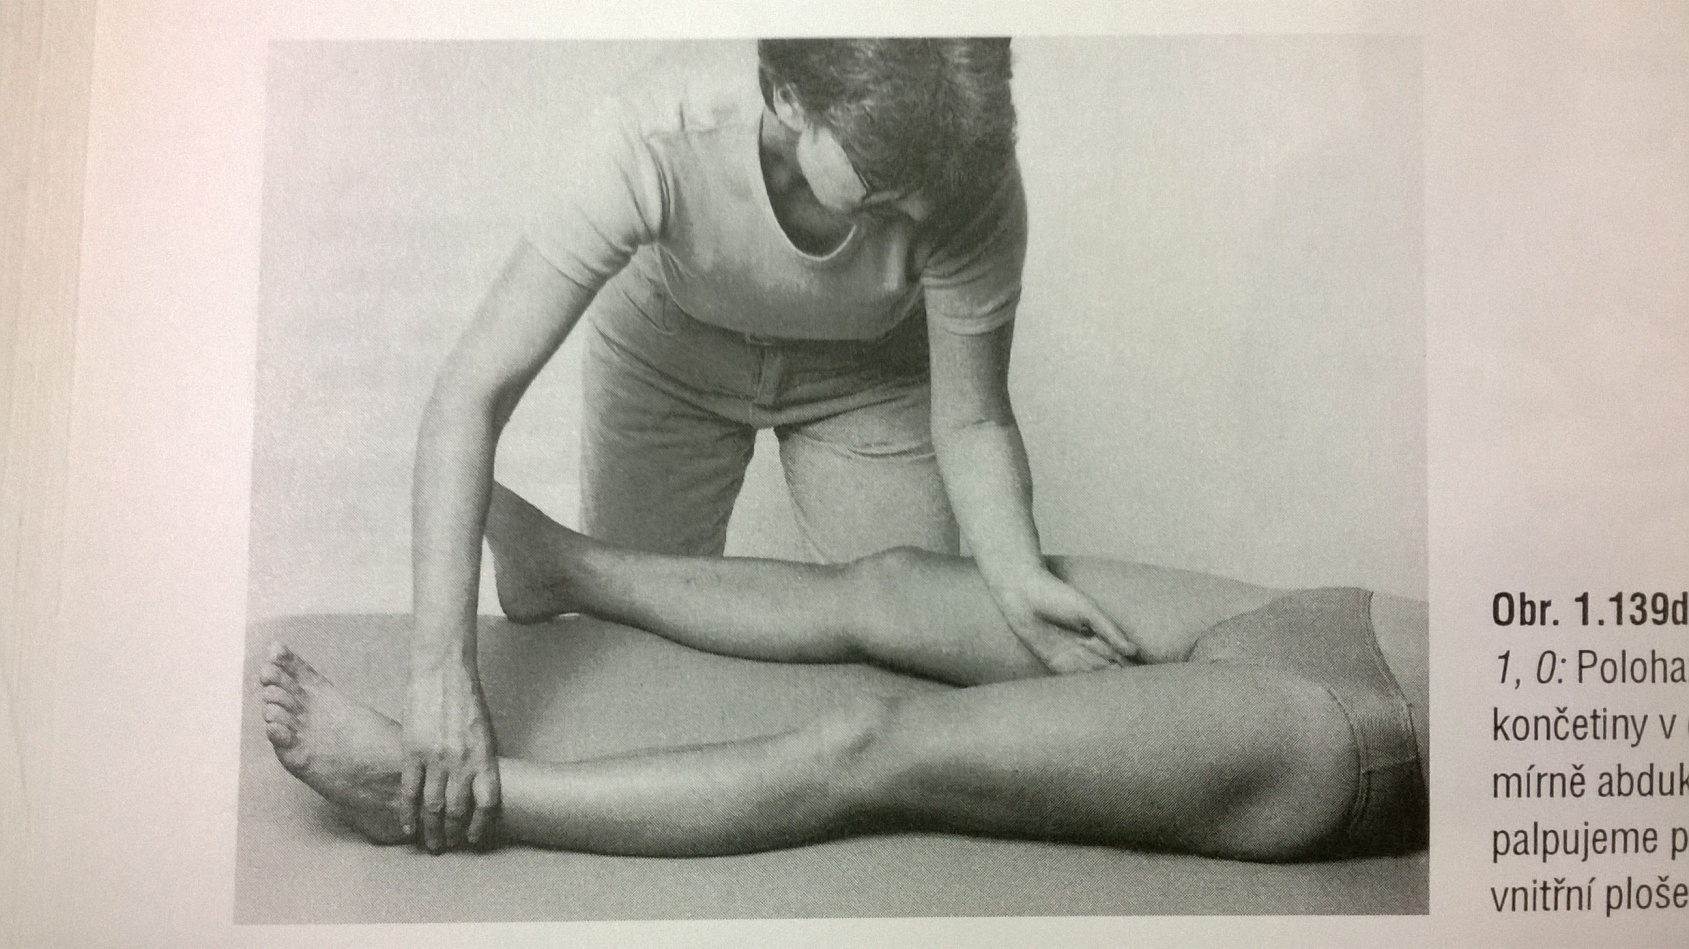 Obr. 1.139d
1, 0: Poloha
končetiny v
mírně abduk
palpujeme p
vnitřní ploše